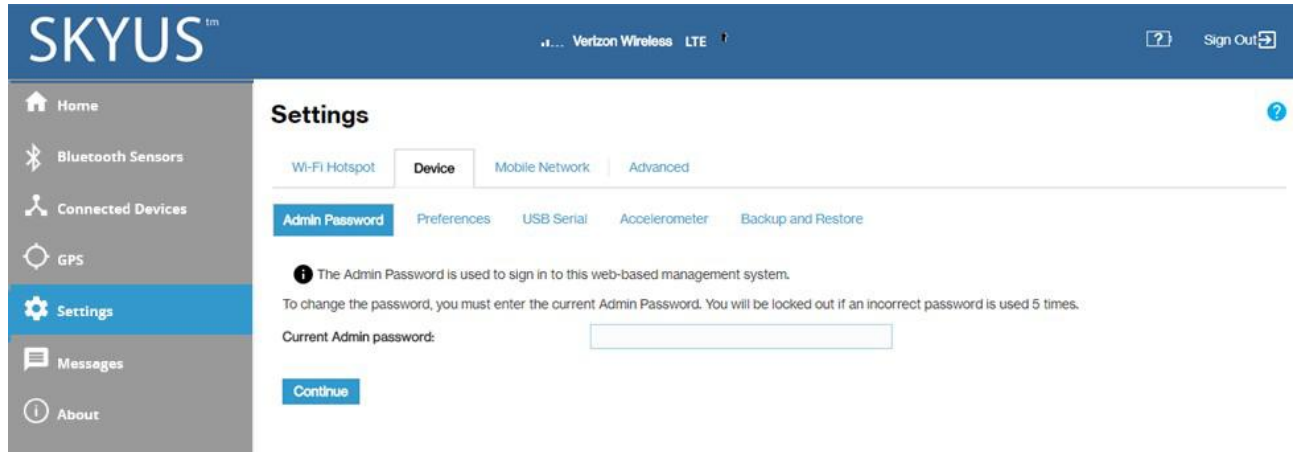 SKYUS™
Verizon Wireless LTE
?
Sign Out
Home
Bluetooth Sensors
Connected Devices
GPS
Settings
Messages
About
Settings
?
Wi-Fi Hotspot Device Mobile Network Advanced
Admin Password Preferences USB Serial Accelerometer Backup and Restore
The Admin Password is used to sign in to this web-based management system.
To change the password, you must enter the current Admin Password. You will be locked out if an incorrect password is used 5 times.
Current Admin password:
Continue